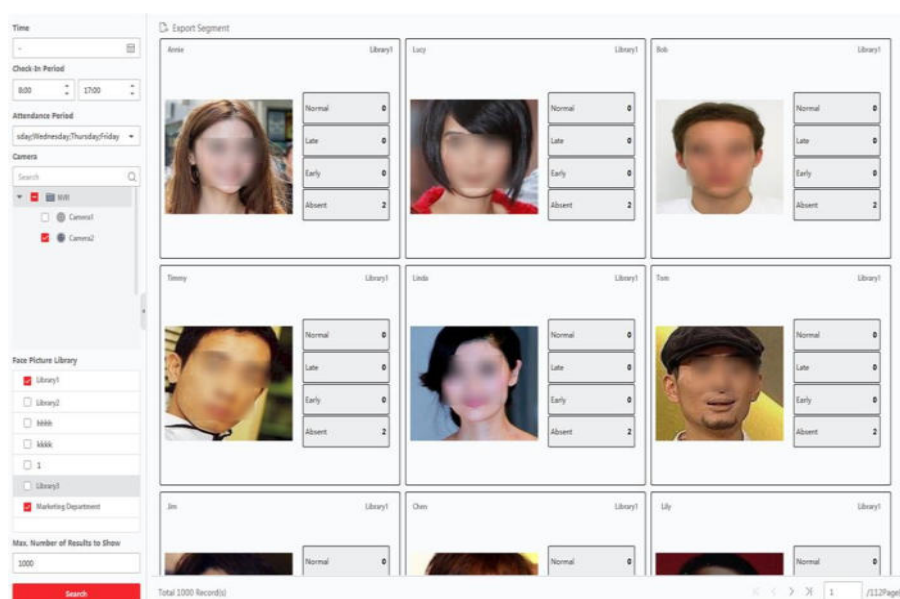 Time
-
Check-In Period
8:00 17:00
Attendance Period
sday;Wednesday;Thursday;Friday
Camera
Search
NVR
Camera1
Camera2
Face Picture Library
Library1
Library2
hhhh
kkkk
1
Library3
Marketing Department
Max. Number of Results to Show
1000
Search
Export Segment
Annie Library1
Normal 0
Late 0
Early 0
Absent 2
Lucy Library1
Normal 0
Late 0
Early 0
Absent 2
Bob Library1
Normal 0
Late 0
Early 0
Absent 2
Timmy Library1
Normal 0
Late 0
Early 0
Absent 2
Linda Library1
Normal 0
Late 0
Early 0
Absent 2
Tom Library1
Normal 0
Late 0
Early 0
Absent 2
Jim Library1
Normal 0
Chen Library1
Normal 0
Lily Library1
Normal 0
Total 1000 Record(s)
1 /112Page(